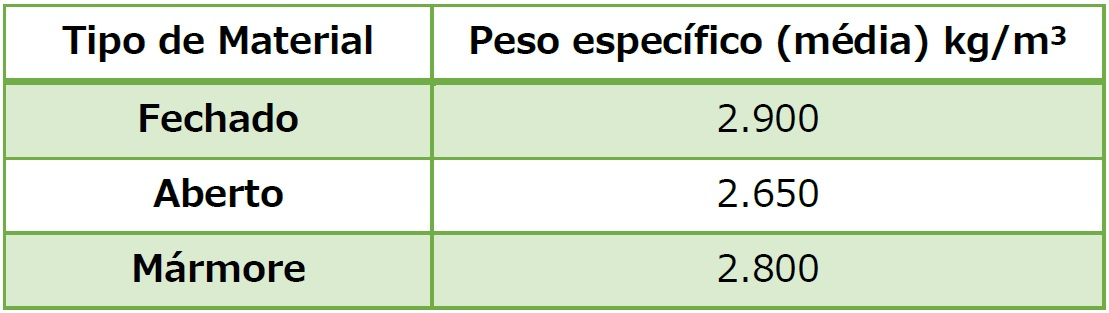 Tipo de Material Peso específico (média) kg/m³
Fechado 2.900
Aberto 2.650
Mármore 2.800